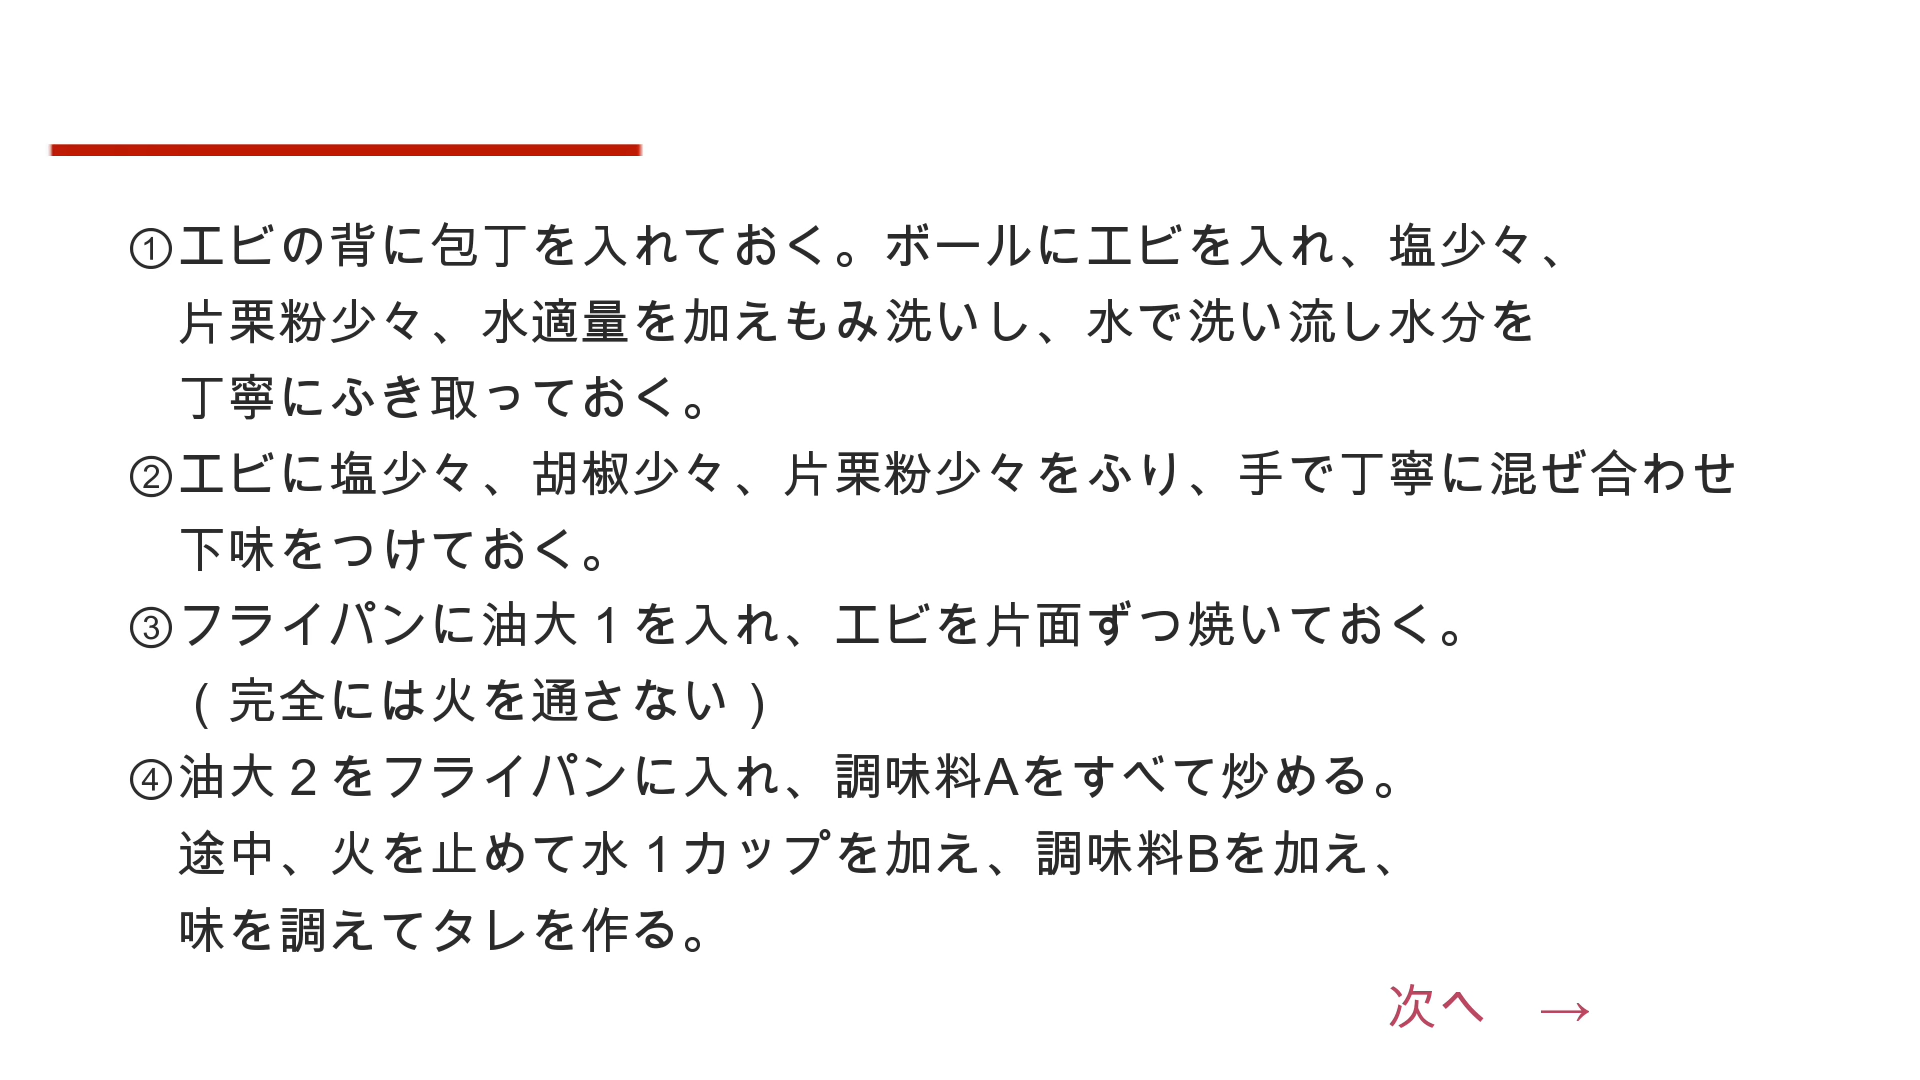 ①エビの背に包丁を入れておく。ボールにエビを入れ、塩少々、
片栗粉少々、水適量を加えもみ洗いし、水で洗い流し水分を
丁寧にふき取っておく。
②エビに塩少々、胡椒少々、片栗粉少々をふり、手で丁寧に混ぜ合わせ
下味をつけておく。
③フライパンに油大１を入れ、エビを片面ずつ焼いておく。
（完全には火を通さない）
④油大２をフライパンに入れ、調味料Aをすべて炒める。
途中、火を止めて水１カップを加え、調味料Bを加え、
味を調えてタレを作る。
次へ　→